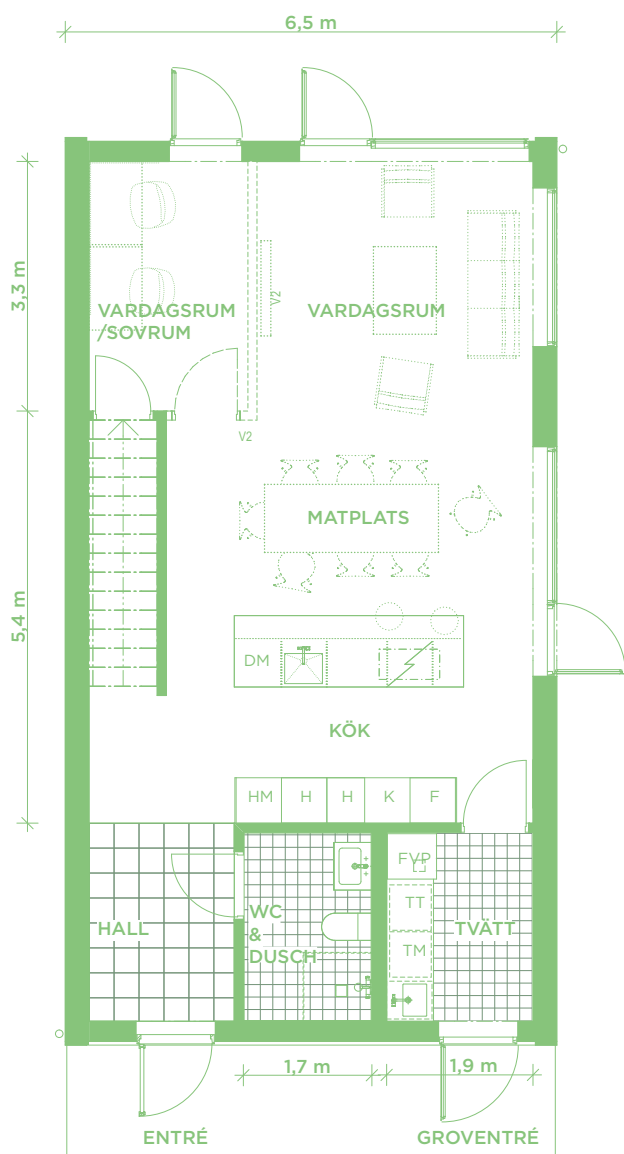 6,5 m
3,3 m
VARDAGSRUM
/SOVRUM
V2
VARDAGSRUM
V2
MATPLATS
5,4 m
DM
KÖK
HM H H K F
FVP
TT
WC
&
DUSCH
HALL
TVÄTT
TM
1,7 m
1,9 m
ENTRÉ
GROVENTRÉ